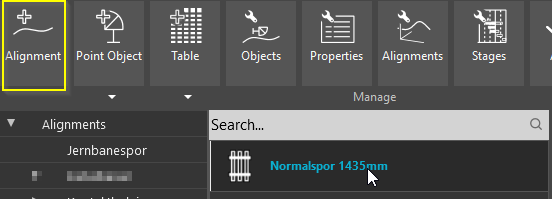 Alignment
Point Object
Table
Objects
Properties
Alignments
Stages
Manage
Alignments
Search...
Jernbanespor
Normalspor 1435mm